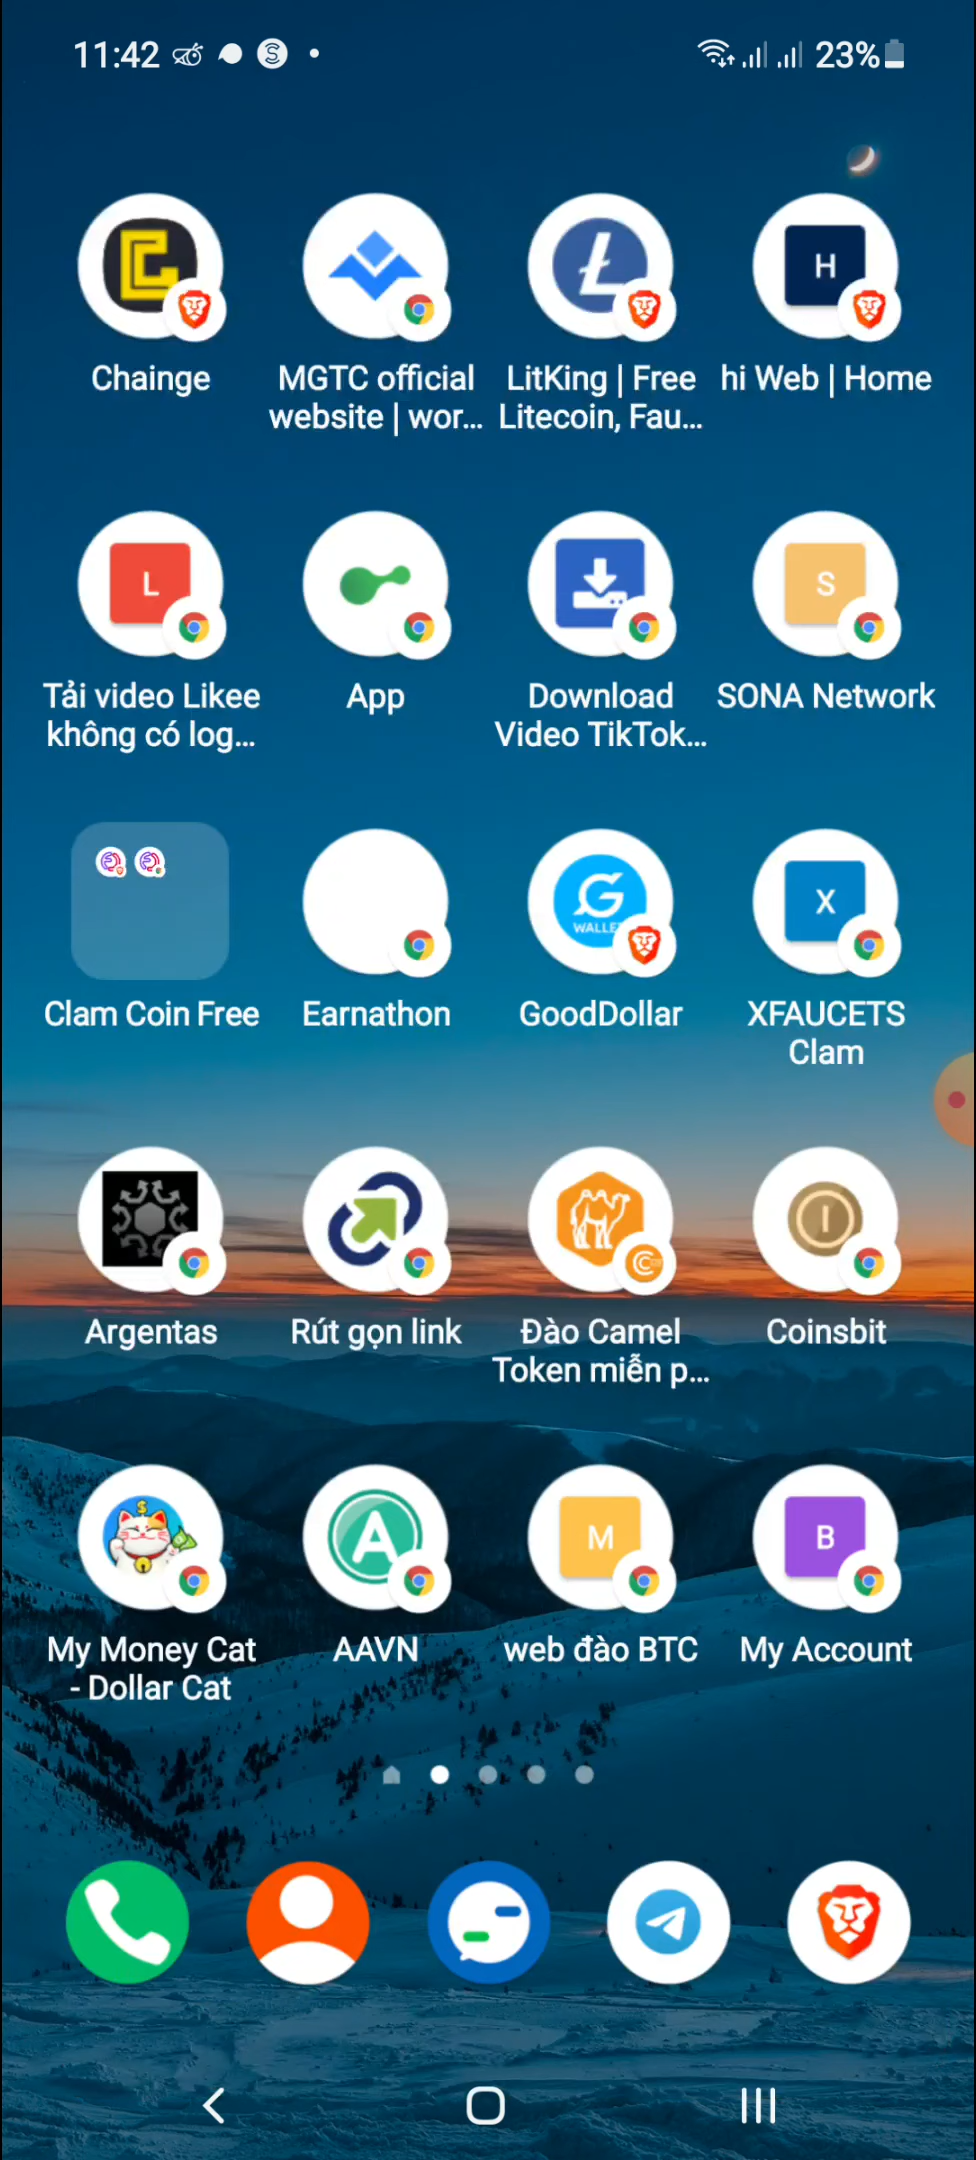 11:42
23%
Chainge
MGTC official
website | wor...
LitKing | Free
Litecoin, Fau...
H
hi Web | Home
L
Tải video Likee
không có log...
App
Download
Video TikTok...
S
SONA Network
Clam Coin Free
Earnathon
WALLE
GoodDollar
X
XFAUCETS
Clam
Argentas
Rút gọn link
Đào Camel
Token miễn p...
Coinsbit
My Money Cat
- Dollar Cat
A
AAVN
M
web đào BTC
B
My Account